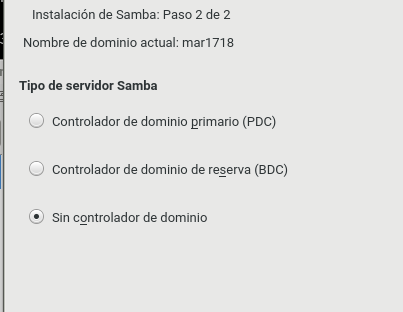 Instalación de Samba: Paso 2 de 2
Nombre de dominio actual: mar1718
Tipo de servidor Samba
Controlador de dominio primario (PDC)
Controlador de dominio de reserva (BDC)
Sin controlador de dominio